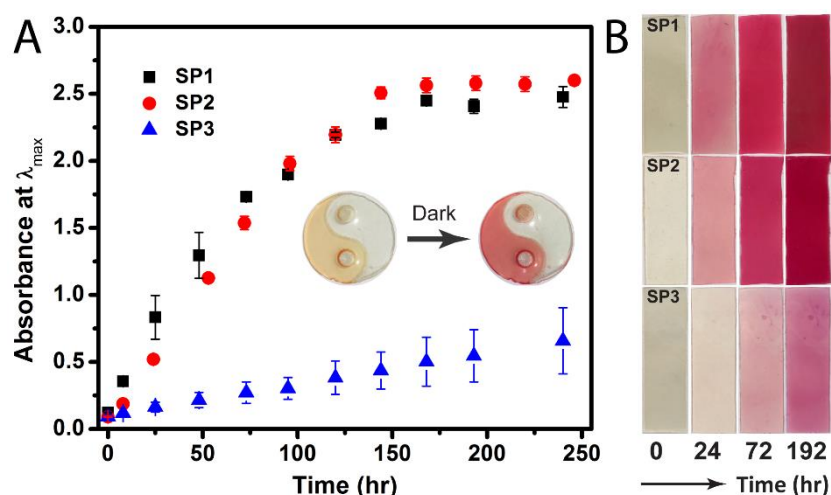 A
3.0
2.5
2.0
1.5
1.0
0.5
0.0
Absorbance at λmax
SP1
SP2
SP3
Dark
0 50 100 150 200 250
Time (hr)
B
SP1
SP2
SP3
0 24 72 192
Time (hr)